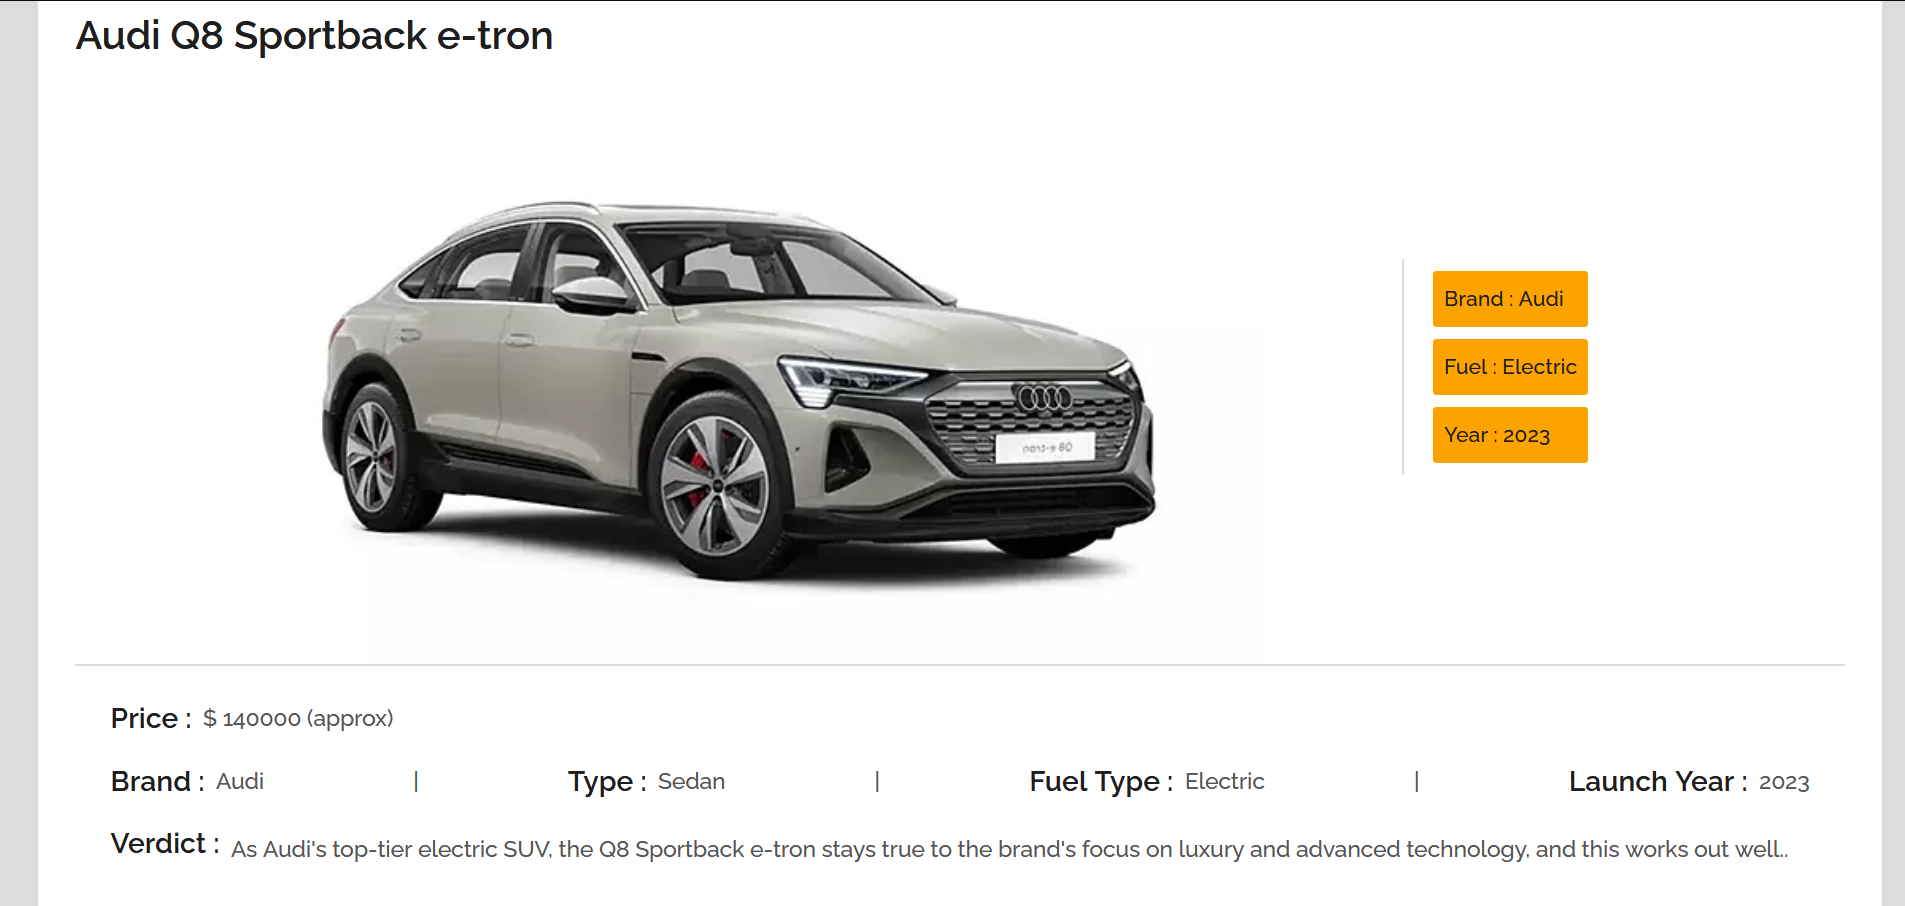 Audi Q8 Sportback e-tron
Brand : Audi
Fuel : Electric
Year : 2023
Price : $ 140000 (approx)
Brand : Audi | Type : Sedan | Fuel Type : Electric | Launch Year : 2023
Verdict : As Audi's top-tier electric SUV, the Q8 Sportback e-tron stays true to the brand's focus on luxury and advanced technology, and this works out well..